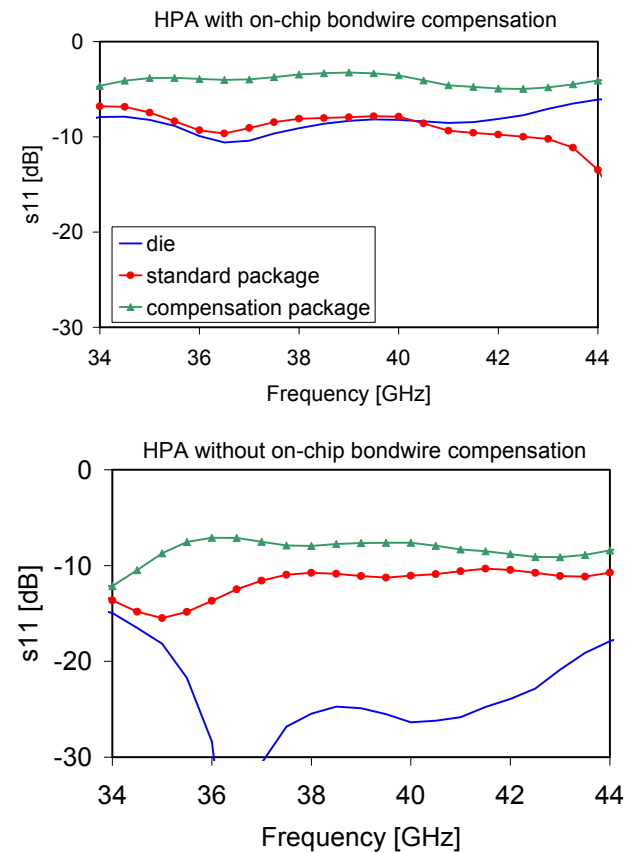 HPA with on-chip bondwire compensation
0
-10
-20
-30
s11 [dB]
die
standard package
compensation package
34 36 38 40 42 44
Frequency [GHz]
HPA without on-chip bondwire compensation
0
-10
-20
-30
s11 [dB]
34 36 38 40 42 44
Frequency [GHz]